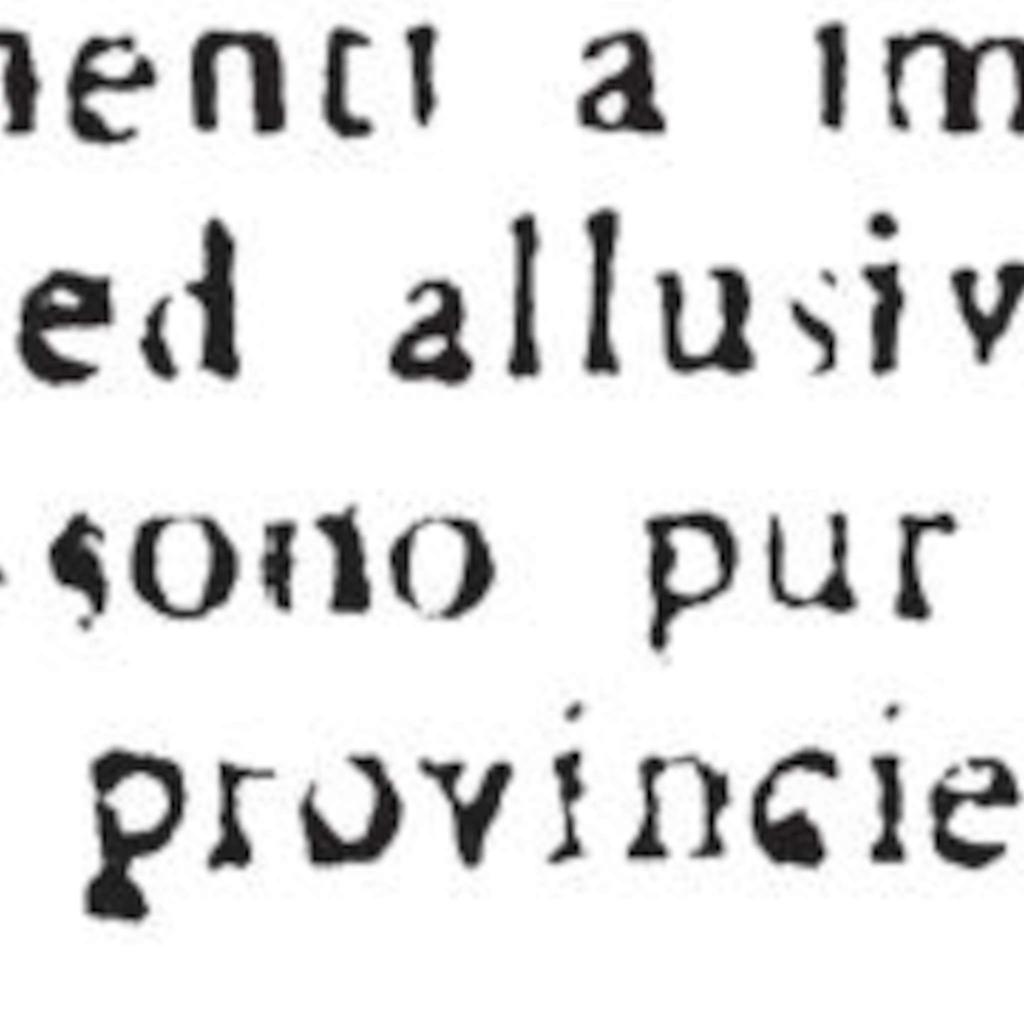 menti a im
ed allusiv
sono pur
provincie